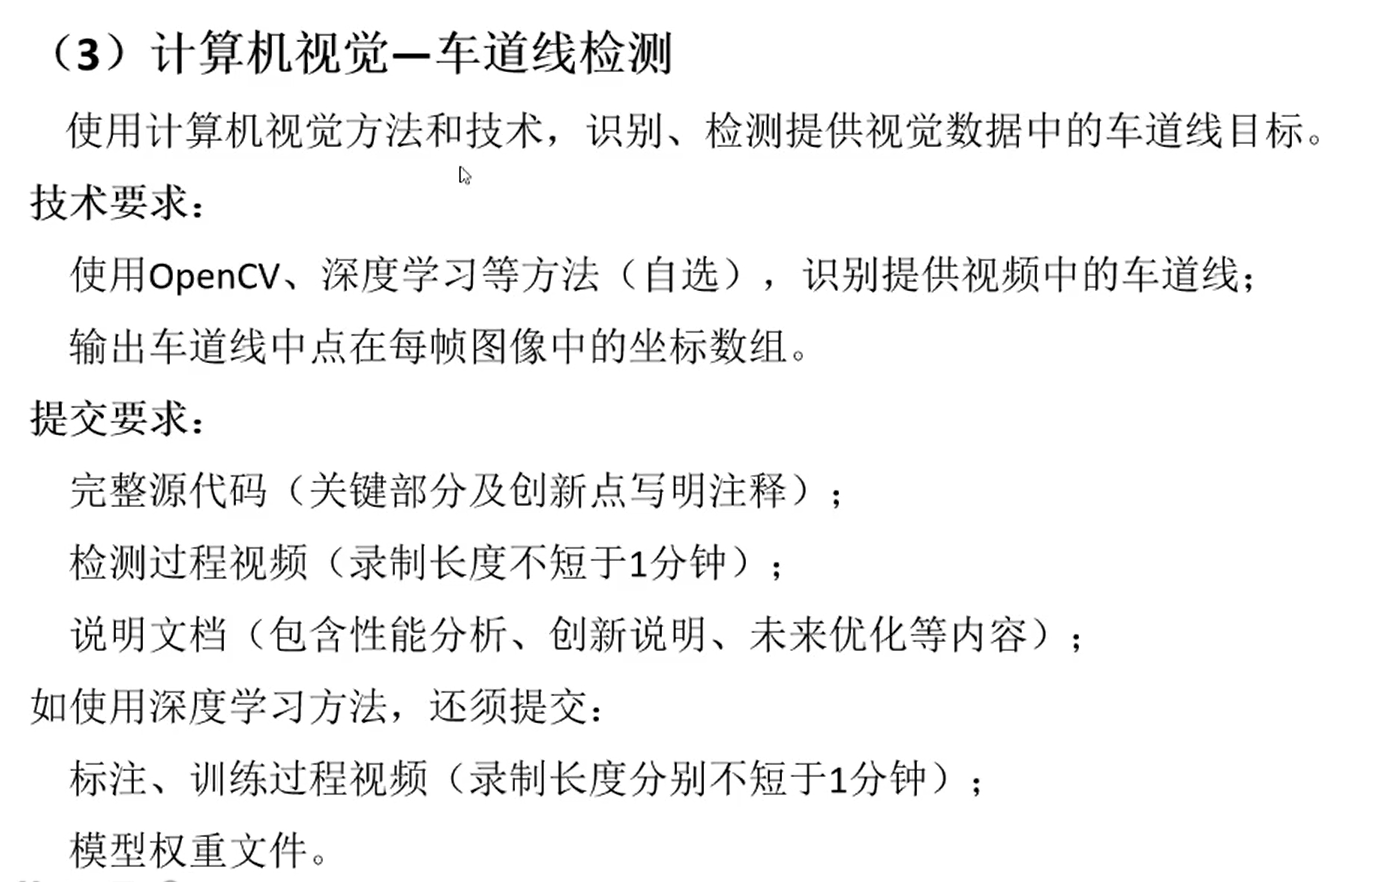 （3）计算机视觉—车道线检测
使用计算机视觉方法和技术，识别、检测提供视觉数据中的车道线目标。
技术要求：
使用OpenCV、深度学习等方法（自选），识别提供视频中的车道线；
输出车道线中点在每帧图像中的坐标数组。
提交要求：
完整源代码（关键部分及创新点写明注释）；
检测过程视频（录制长度不短于1分钟）；
说明文档（包含性能分析、创新说明、未来优化等内容）；
如使用深度学习方法，还须提交：
标注、训练过程视频（录制长度分别不短于1分钟）；
模型权重文件。